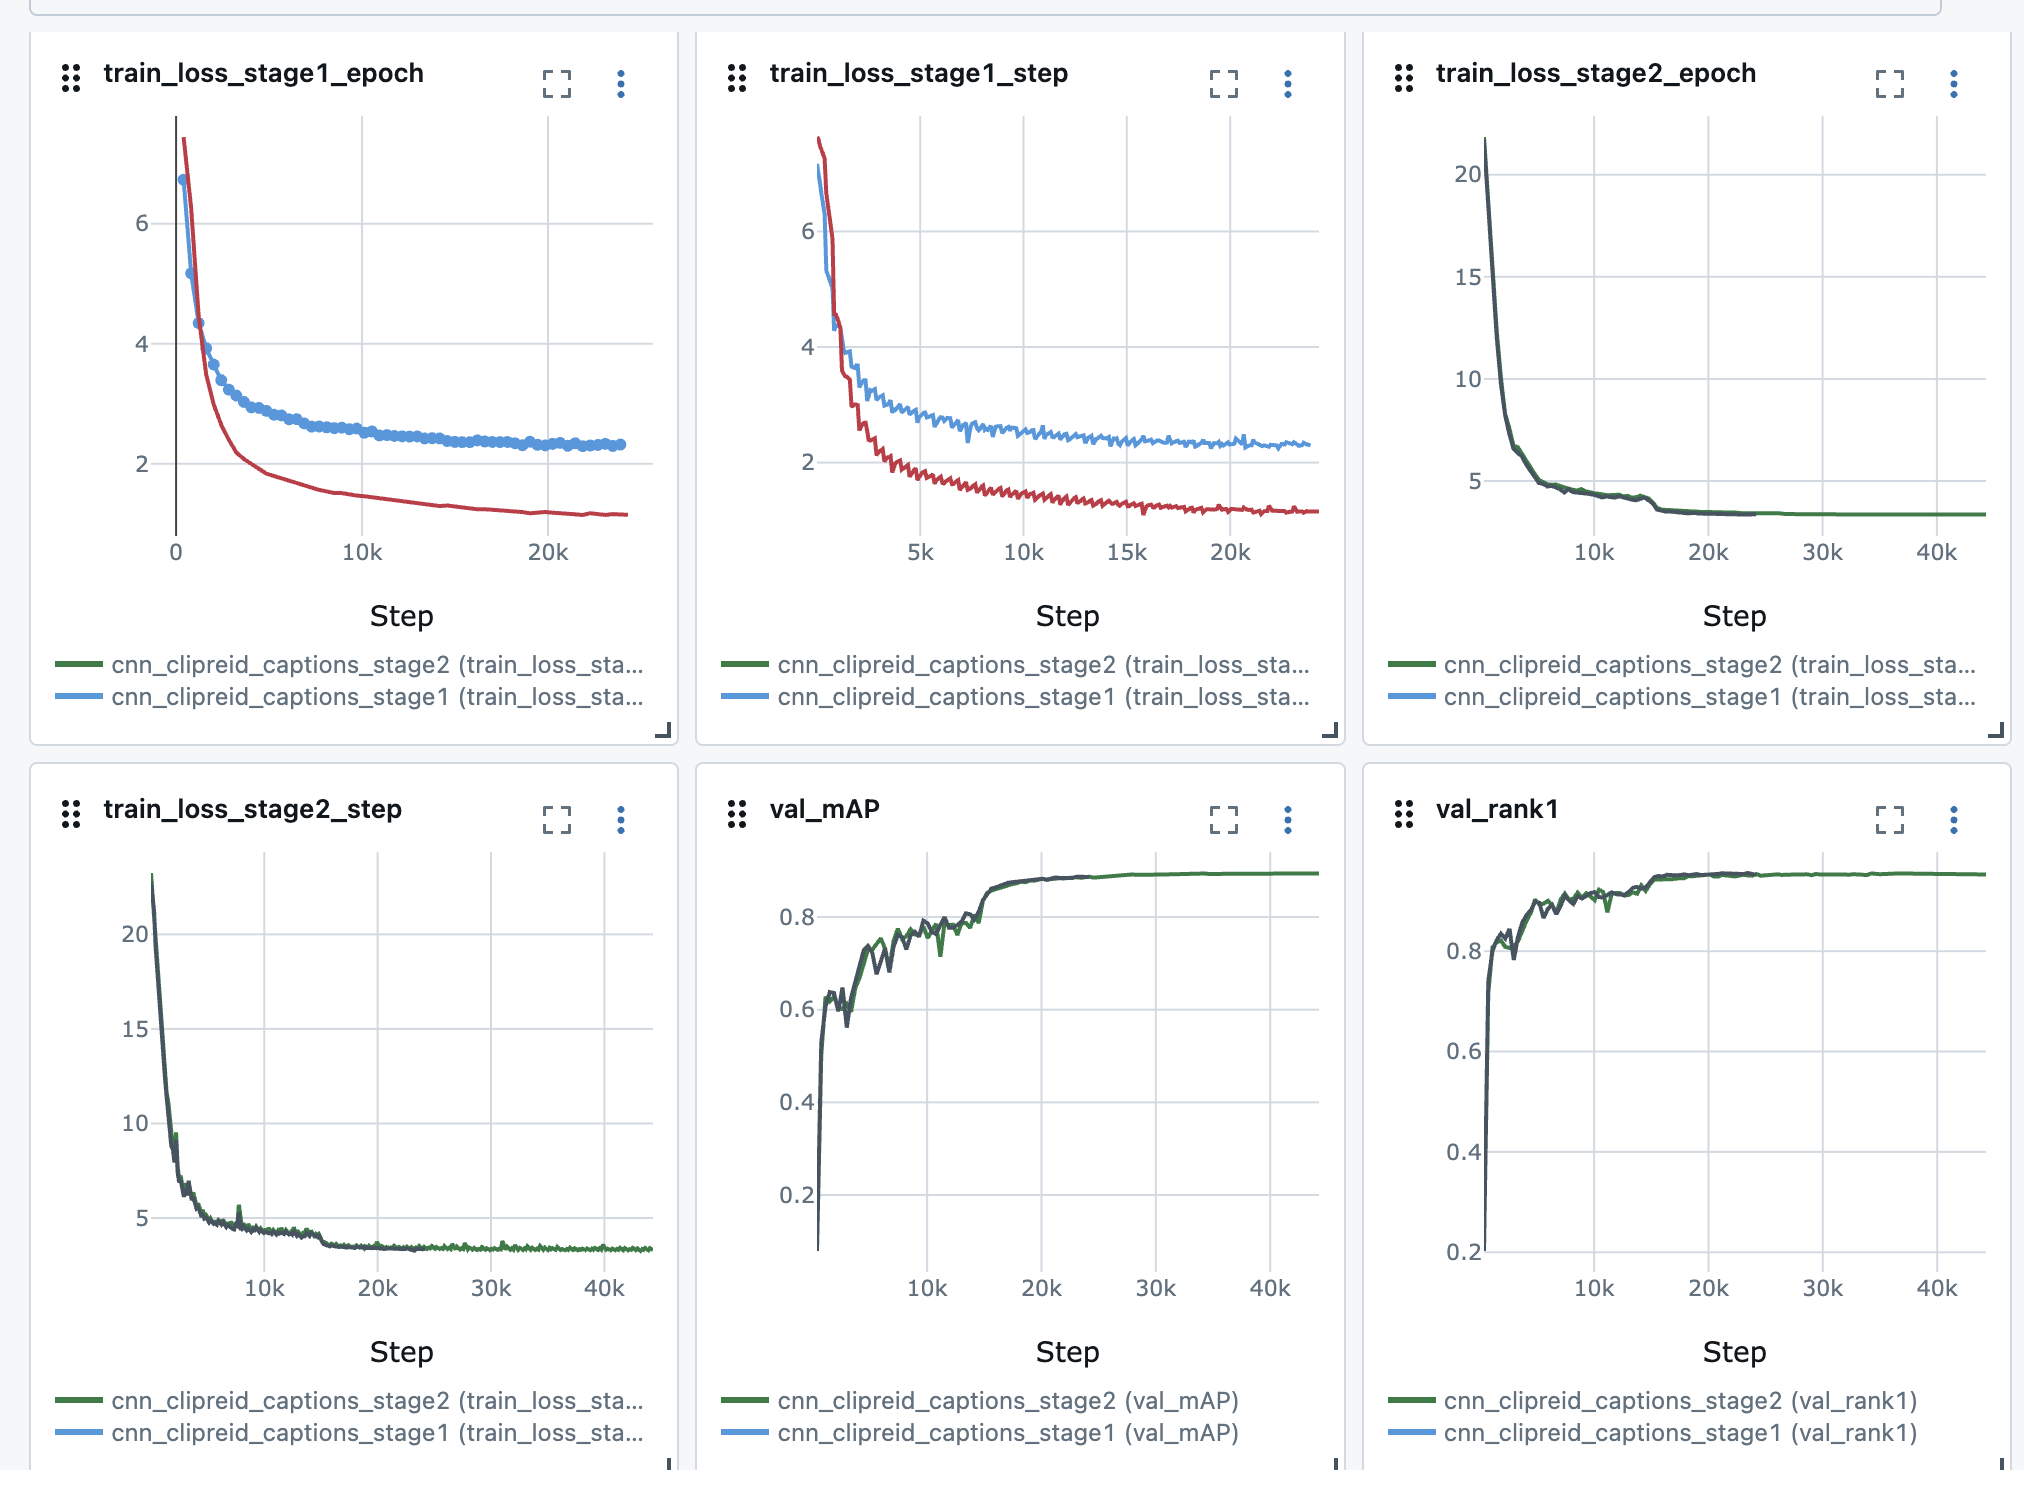 train_loss_stage1_epoch
6
4
2
0
10k
20k
Step
cnn_clipreid_captions_stage2 (train_loss_sta...
cnn_clipreid_captions_stage1 (train_loss_sta...
train_loss_stage1_step
6
4
2
5k
10k
15k
20k
Step
cnn_clipreid_captions_stage2 (train_loss_sta...
cnn_clipreid_captions_stage1 (train_loss_sta...
train_loss_stage2_epoch
20
15
10
5
10k
20k
30k
40k
Step
cnn_clipreid_captions_stage2 (train_loss_sta...
cnn_clipreid_captions_stage1 (train_loss_sta...
train_loss_stage2_step
20
15
10
5
10k
20k
30k
40k
Step
cnn_clipreid_captions_stage2 (train_loss_sta...
cnn_clipreid_captions_stage1 (train_loss_sta...
val_mAP
0.8
0.6
0.4
0.2
10k
20k
30k
40k
Step
cnn_clipreid_captions_stage2 (val_mAP)
cnn_clipreid_captions_stage1 (val_mAP)
val_rank1
0.8
0.6
0.4
0.2
10k
20k
30k
40k
Step
cnn_clipreid_captions_stage2 (val_rank1)
cnn_clipreid_captions_stage1 (val_rank1)